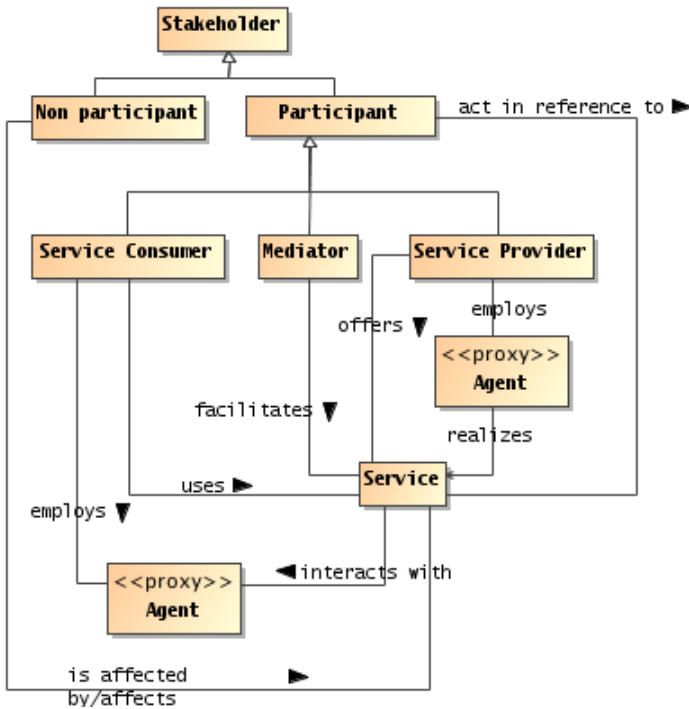 Stakeholder
Non participant
Participant
act in reference to
Service Consumer
Mediator
Service Provider
offers
employs
<<proxy>>
Agent
facilitates
realizes
Service
uses
employs
<<proxy>>
Agent
interacts with
is affected
by/affects